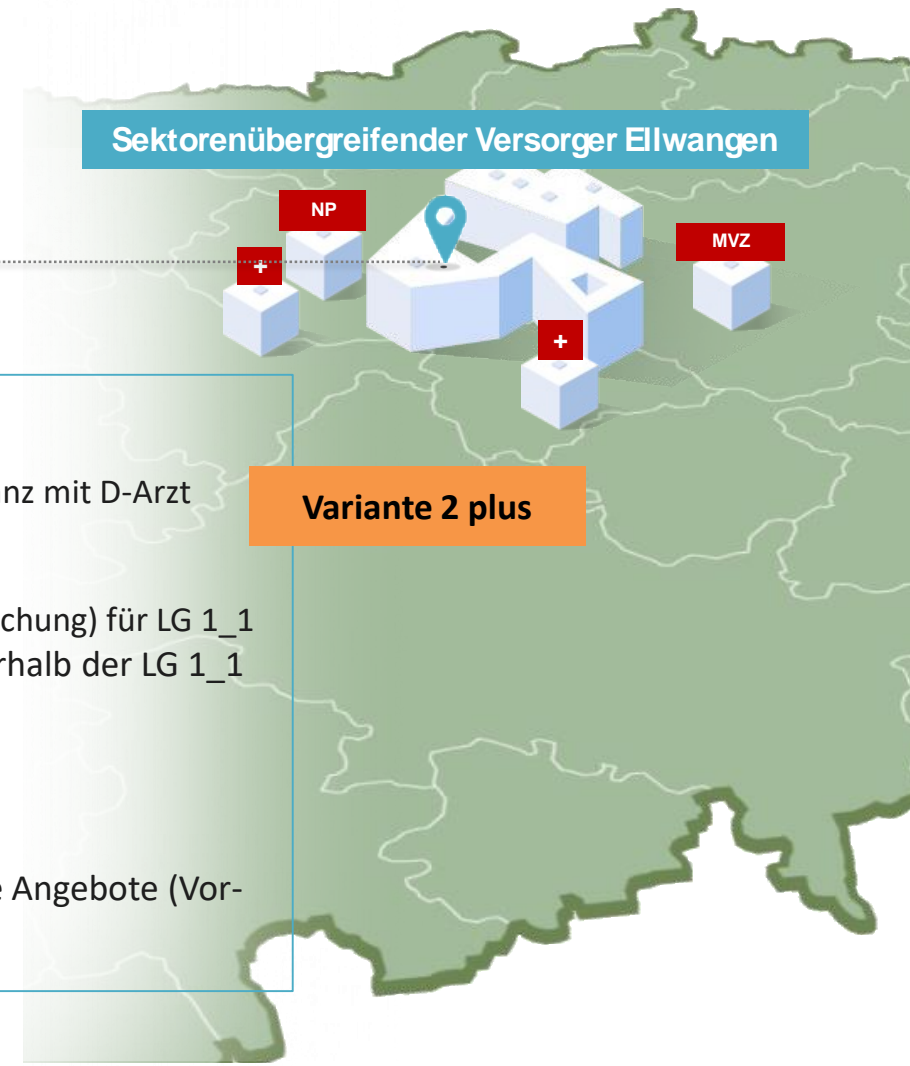 Sektorenübergreifender Versorger Ellwangen
NP
MVZ
+
+
nz mit D-Arzt
Variante 2 plus
chung) für LG 1_1
rhalb der LG 1_1
e Angebote (Vor-